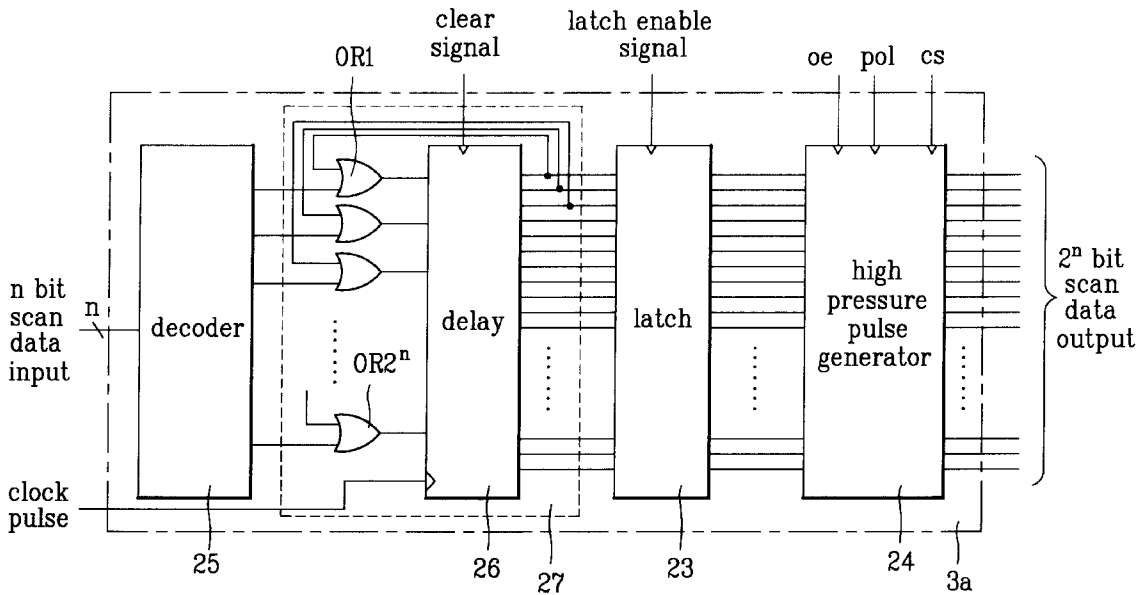 clear
signal
latch enable
signal
oe
pol
cs
OR1
n bit
scan
data
input
n
decoder
OR2ⁿ
delay
latch
high
pressure
pulse
generator
2ⁿ bit
scan
data
output
clock
pulse
25
26
27
23
24
3a